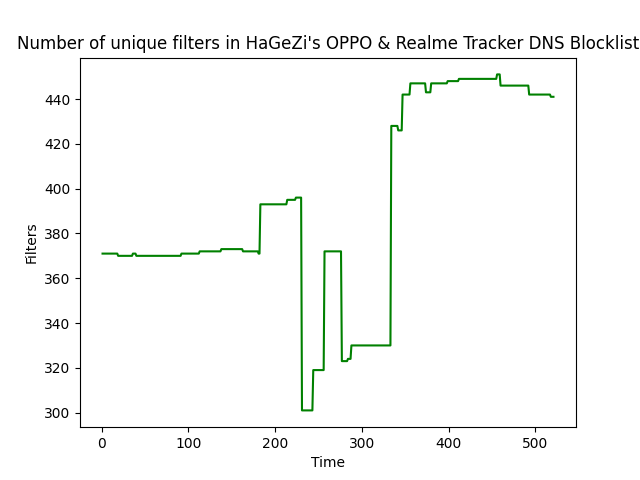 Number of unique filters in HaGeZi's OPPO & Realme Tracker DNS Blocklist
440
420
400
380
360
340
320
300
Filters
0 100 200 300 400 500
Time